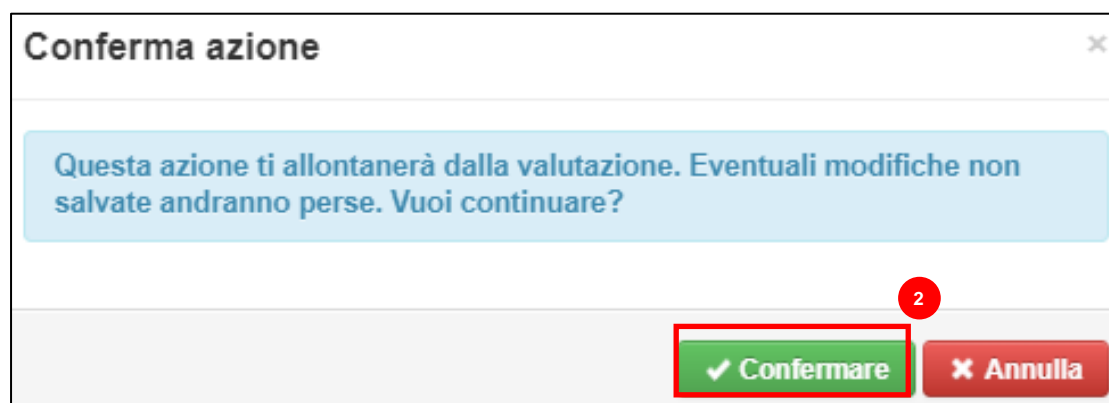 Conferma azione ×
Questa azione ti allontanerà dalla valutazione. Eventuali modifiche non
salvate andranno perse. Vuoi continuare?
2
Confermare Annulla